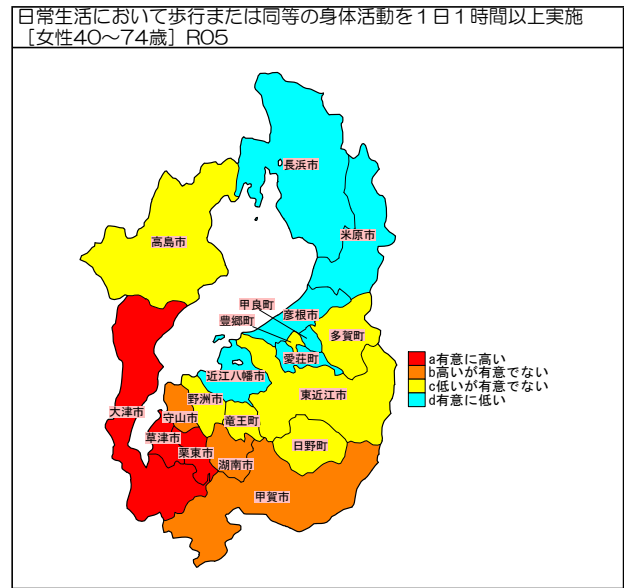 日常生活において歩行または同等の身体活動を１日１時間以上実施
［女性40～74歳］R05
長浜市
米原市
高島市
甲良町
彦根市
豊郷町
多賀町
愛荘町
a有意に高い
b高いが有意でない
c低いが有意でない
d有意に低い
近江八幡市
東近江市
野洲市
大津市
守山市
竜王町
草津市
栗東市
日野町
湖南市
甲賀市